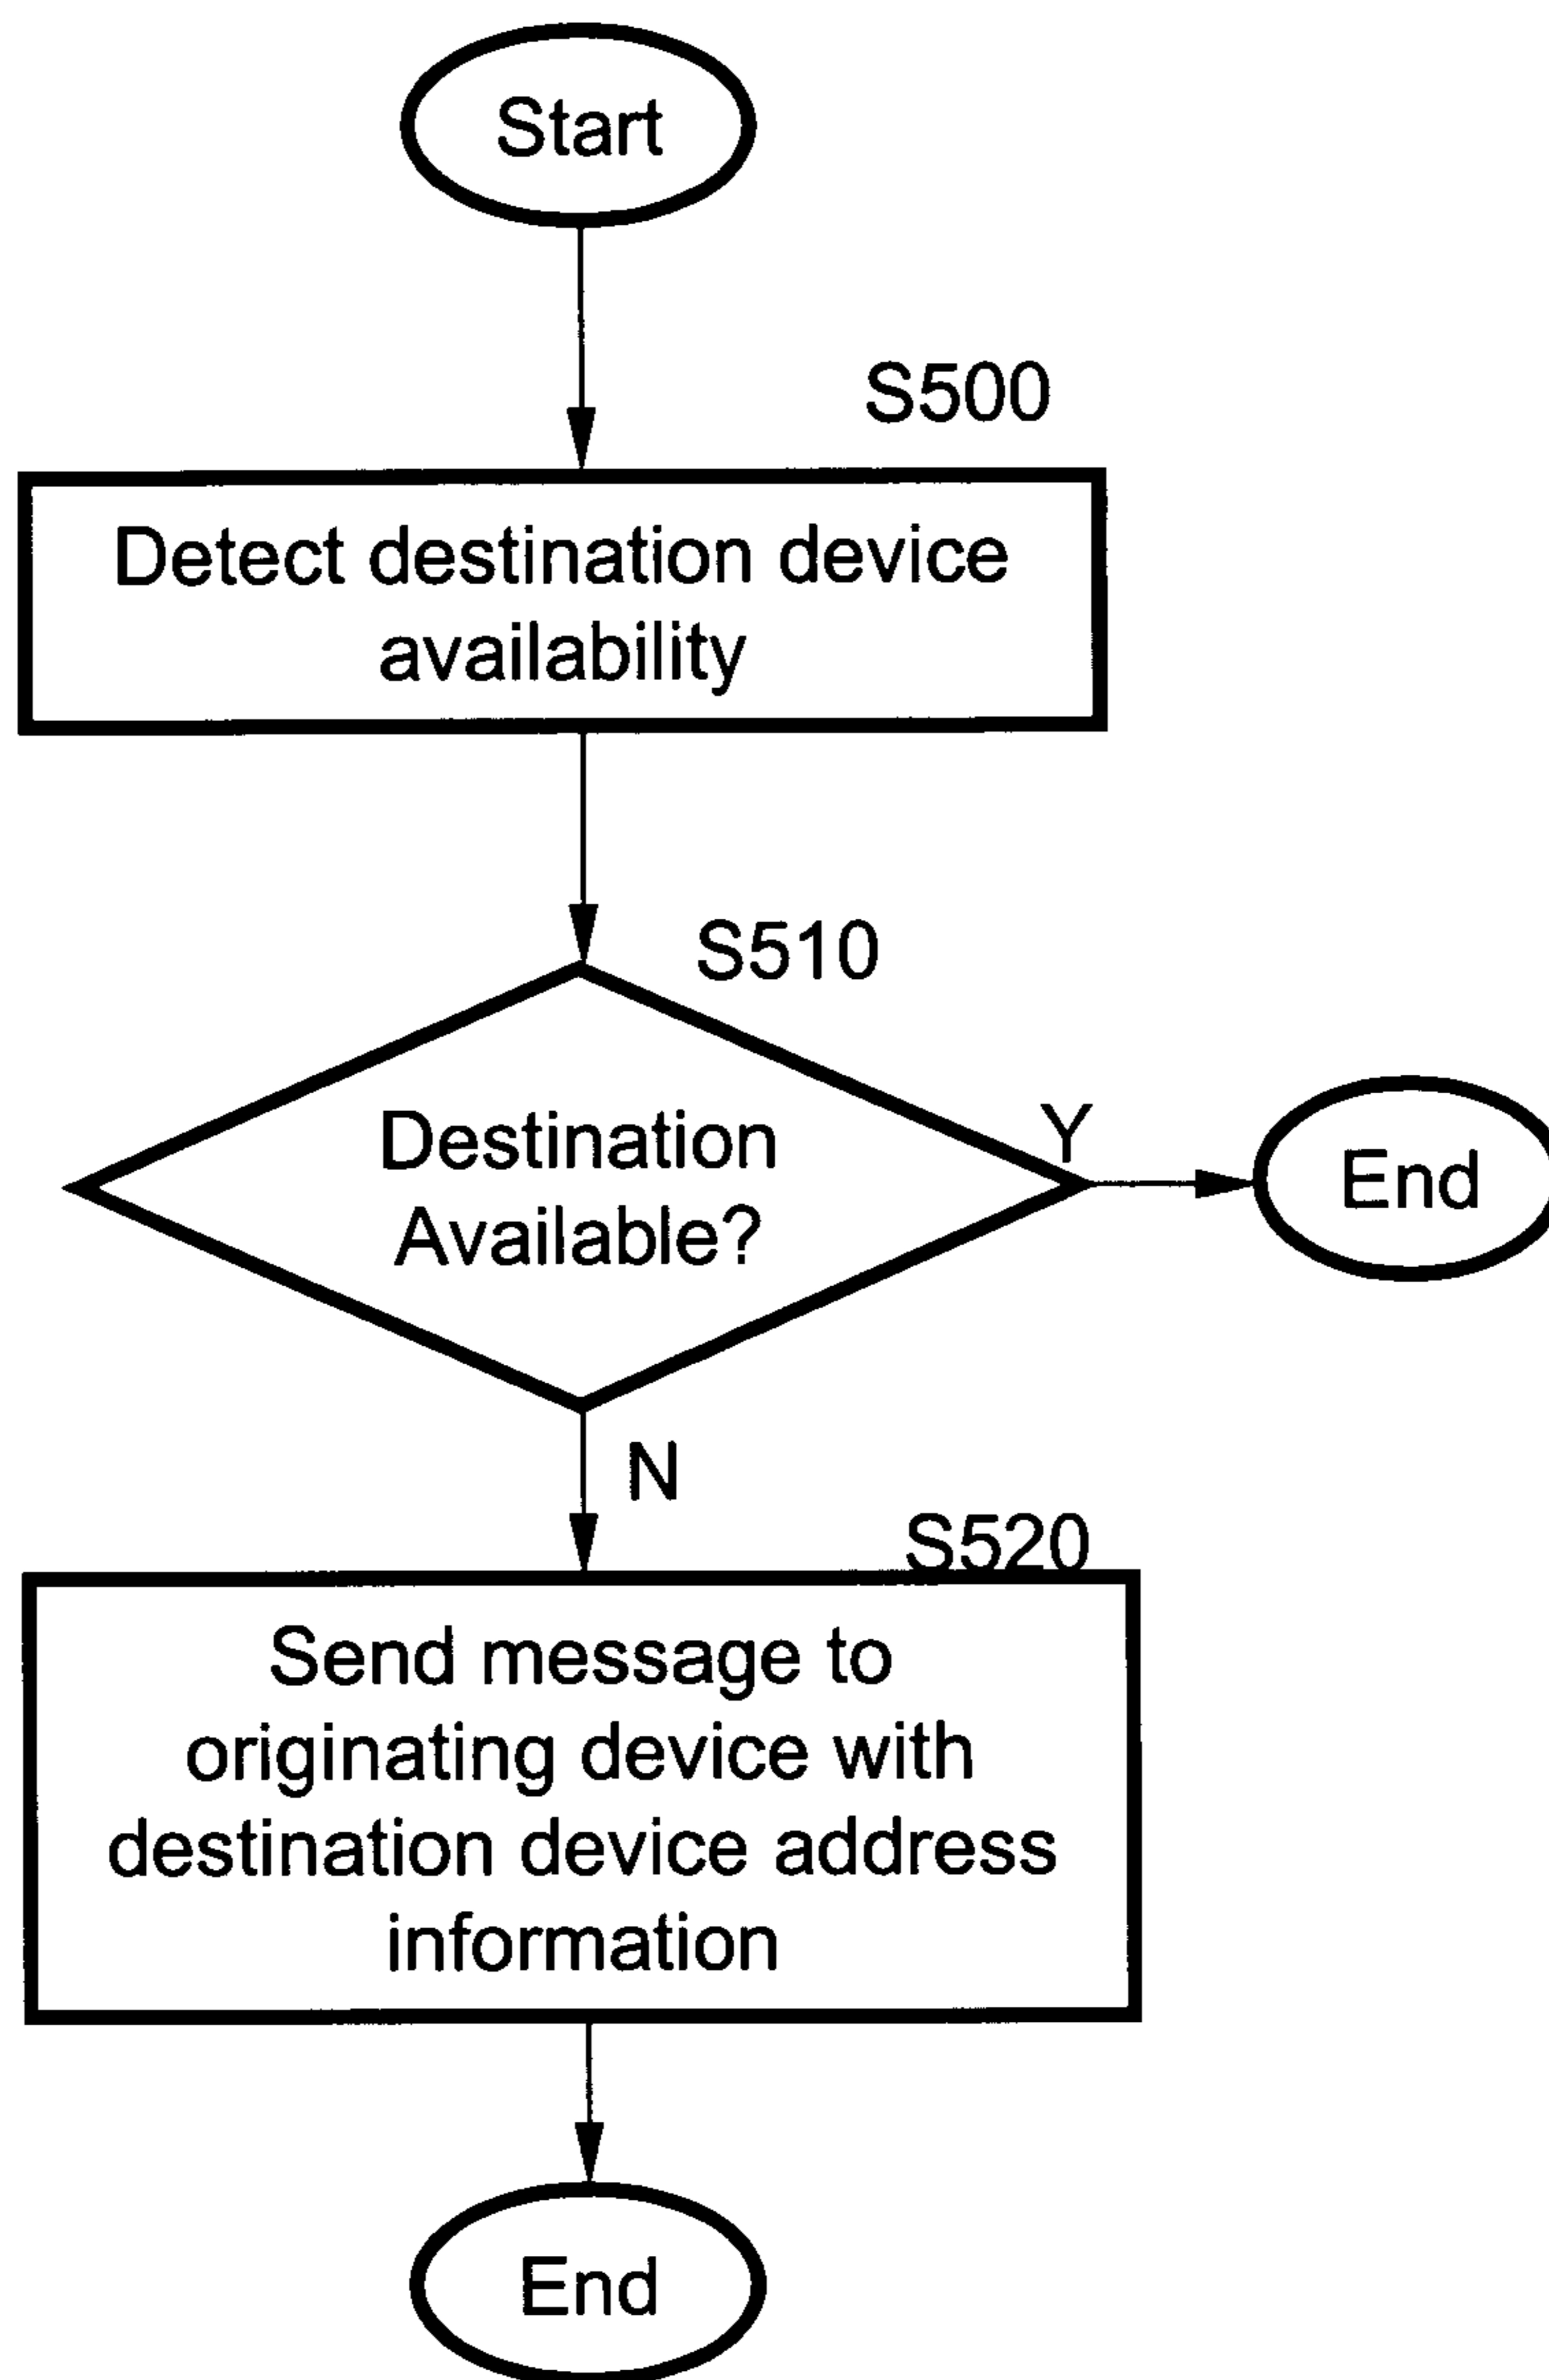 Start
S500
Detect destination device
availability
S510
Destination
Available?
Y
End
N
S520
Send message to
originating device with
destination device address
information
End